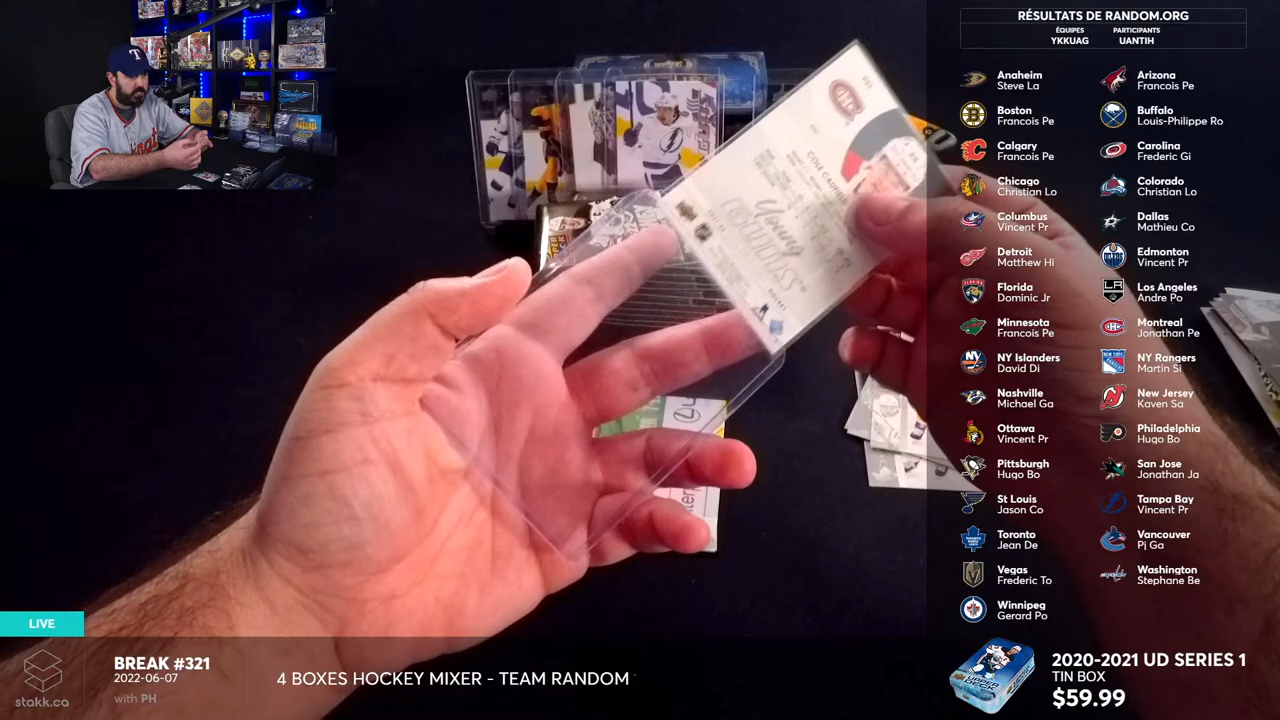 RÉSULTATS DE RANDOM.ORG
ÉQUIPES
PARTICIPANTS
YKKUAG
UANTIH
Anaheim
Steve La
Arizona
Francois Pe
Boston
Francois Pe
Buffalo
Louis-Philippe Ro
Calgary
Francois Pe
Carolina
Frederic Gi
Chicago
Christian Lo
Colorado
Christian Lo
Columbus
Vincent Pr
Dallas
Mathieu Co
Detroit
Matthew Hi
Edmonton
Vincent Pr
Florida
Dominic Jr
Los Angeles
Andre Po
Minnesota
Francois Pe
Montreal
Jonathan Pe
NY Islanders
David Di
NY Rangers
Martin Si
Nashville
Michael Ga
New Jersey
Kaven Sa
Ottawa
Vincent Pr
Philadelphia
Hugo Bo
Pittsburgh
Hugo Bo
San Jose
Jonathan Ja
St Louis
Jason Co
Tampa Bay
Vincent Pr
Toronto
Jean De
Vancouver
Pj Ga
Vegas
Frederic To
Washington
Stephane Be
Winnipeg
Gerard Po
COLE CAUFIELD
Young
GUNS
LIVE
BREAK #321
2022-06-07
with PH
stakk.ca
4 BOXES HOCKEY MIXER - TEAM RANDOM
2020-2021 UD SERIES 1
TIN BOX
$59.99